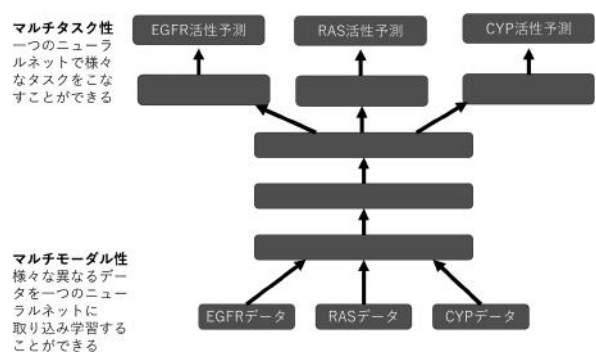 マルチタスク性
一つのニューラ
ルネットで様々
なタスクをこな
すことができる
EGFR活性予測
RAS活性予測
CYP活性予測
マルチモーダル性
様々な異なるデー
タを一つのニュー
ラルネットに
取り込み学習する
ことができる
EGFRデータ
RASデータ
CYPデータ